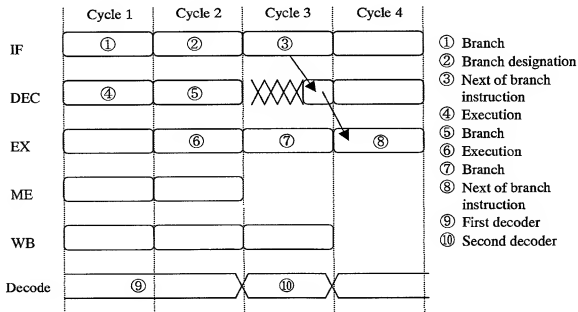 Cycle 1 Cycle 2 Cycle 3 Cycle 4
IF ① ② ③
DEC ④ ⑤
EX ⑥ ⑦ ⑧
ME
WB
Decode ⑨ ⑩
① Branch
② Branch designation
③ Next of branch
instruction
④ Execution
⑤ Branch
⑥ Execution
⑦ Branch
⑧ Next of branch
instruction
⑨ First decoder
⑩ Second decoder